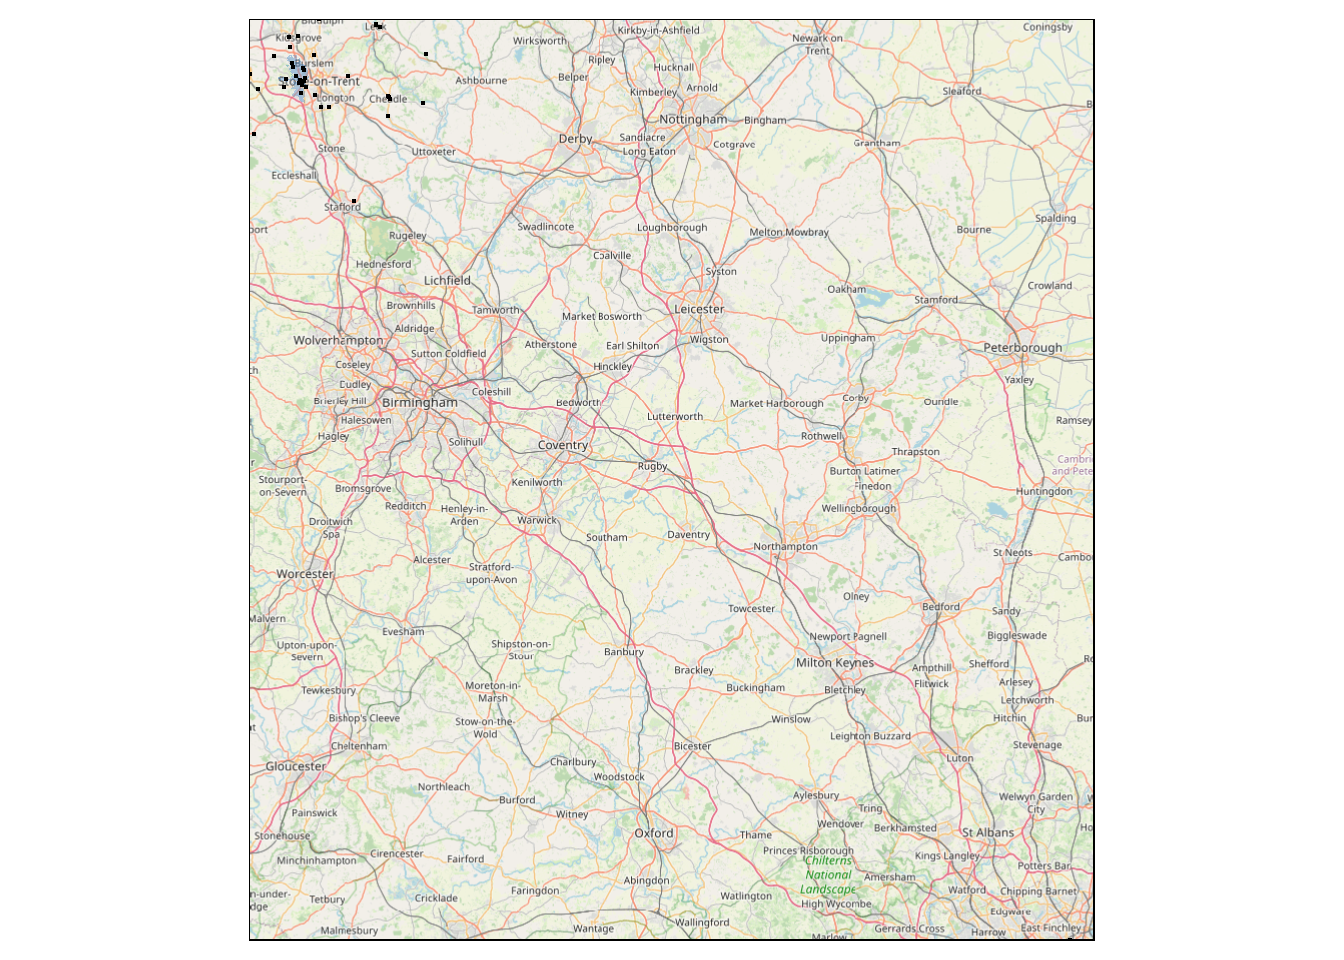 Biddulph
Leek
Kirkby-in-Ashfield
Coningsby
Kidsgrove
Wirksworth
Newark on
Trent
Ripley
Burslem
Hucknall
Belper
Ashbourne
Stoke-on-Trent
Kimberley
Arnold
Sleaford
Longton
Cheadle
B
Nottingham
Bingham
Derby
Sandiacre
Long Eaton
Cotgrave
Grantham
Stone
Uttoxeter
Eccleshall
Stafford
Spalding
ort
Rugeley
Swadlincote
Loughborough
Melton Mowbray
Bourne
Coalville
Hednesford
Syston
Lichfield
Oakham
Crowland
Brownhills
Tamworth
Market Bosworth
Leicester
Stamford
Aldridge
Wolverhampton
Atherstone
Earl Shilton
Wigston
Uppingham
Peterborough
Sutton Coldfield
Coseley
Hinckley
ch
Dudley
Yaxley
Coleshill
Brierley Hill
Birmingham
Bedworth
Market Harborough
Corby
Oundle
Halesowen
Lutterworth
Ramsey
Hagley
Solihull
Coventry
Rothwell
Thrapston
Rugby
Cambri
and Pete
Stourport-
on-Severn
Bromsgrove
Kenilworth
Burton Latimer
Finedon
Huntingdon
Redditch
Henley-in-
Arden
Wellingborough
Droitwich
Spa
Warwick
Southam
Daventry
Northampton
St Neots
Cambo
Alcester
Stratford-
upon-Avon
Worcester
Olney
Towcester
Bedford
Sandy
Malvern
Evesham
Newport Pagnell
Biggleswade
Upton-upon-
Severn
Shipston-on-
Stour
Banbury
Milton Keynes
Shefford
Ro
Brackley
Ampthill
Flitwick
Arlesey
Tewkesbury
Moreton-in-
Marsh
Buckingham
Bletchley
Letchworth
Bishop's Cleeve
Stow-on-the-
Wold
Winslow
Hitchin
Bun
Leighton Buzzard
Cheltenham
Bicester
Stevenage
Gloucester
Charlbury
Luton
Woodstock
Northleach
Burford
Aylesbury
Welwyn Garden
City
Painswick
Witney
Tring
Wendover
Berkhamsted
St Albans
Ho
Stonehouse
Oxford
Thame
Minchinhampton
Cirencester
Fairford
Princes Risborough
Chilterns
National
Landscape
Kings Langley
Potters Bar
Abingdon
Amersham
Watford
Chipping Barnet
n-under-
dge
Tetbury
Cricklade
Faringdon
Watlington
High Wycombe
Edgware
Malmesbury
Wantage
Wallingford
Marlow
Gerrards Cross
Harrow
East Finchley